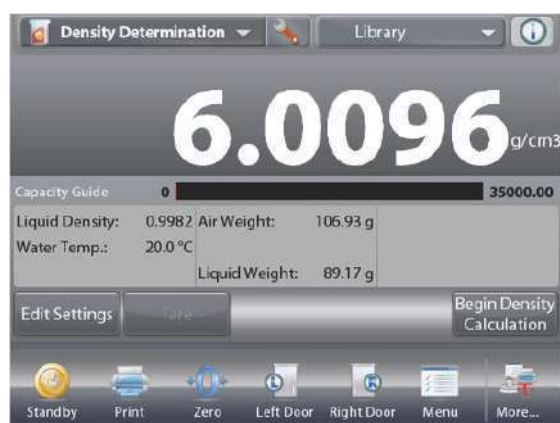 Density Determination
Library
6.0096 g/cm3
Capacity Guide 0 35000.00
Liquid Density: 0.9982 Air Weight: 106.93 g
Water Temp.: 20.0 °C
Liquid Weight: 89.17 g
Edit Settings
Tare
Begin Density
Calculation
Standby Print Zero Left Door Right Door Menu More...